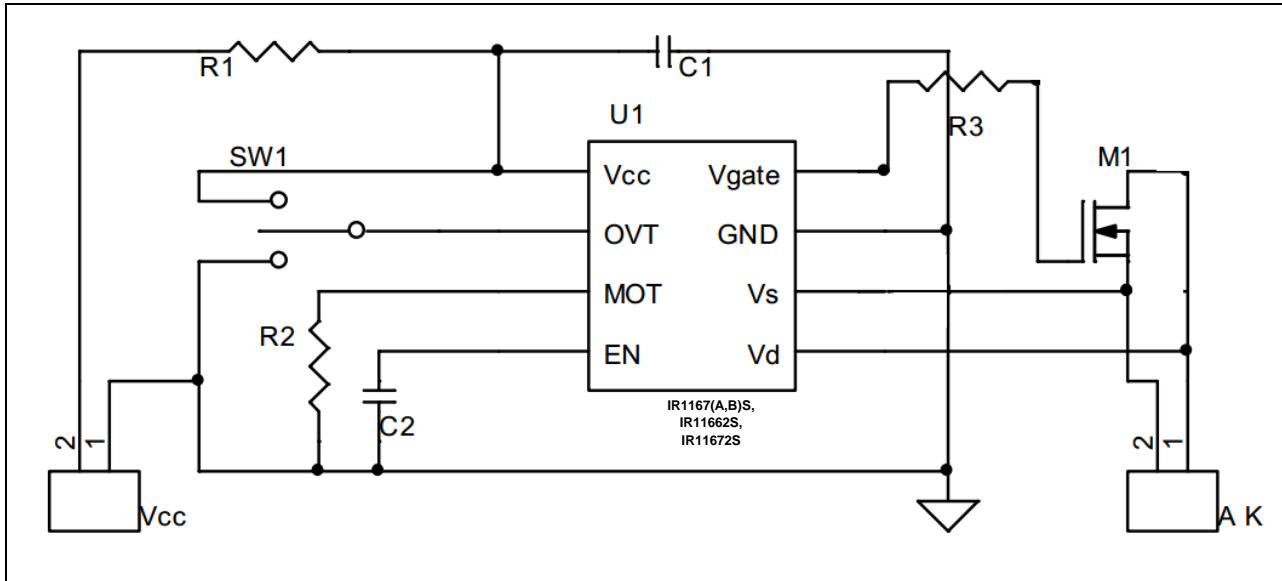 R1
C1
R3
U1
SW1
M1
Vcc
Vgate
OVT
GND
MOT
Vs
R2
EN
Vd
C2
IR1167(A,B)S,
IR11662S,
IR11672S
2
1
Vcc
2
1
A K